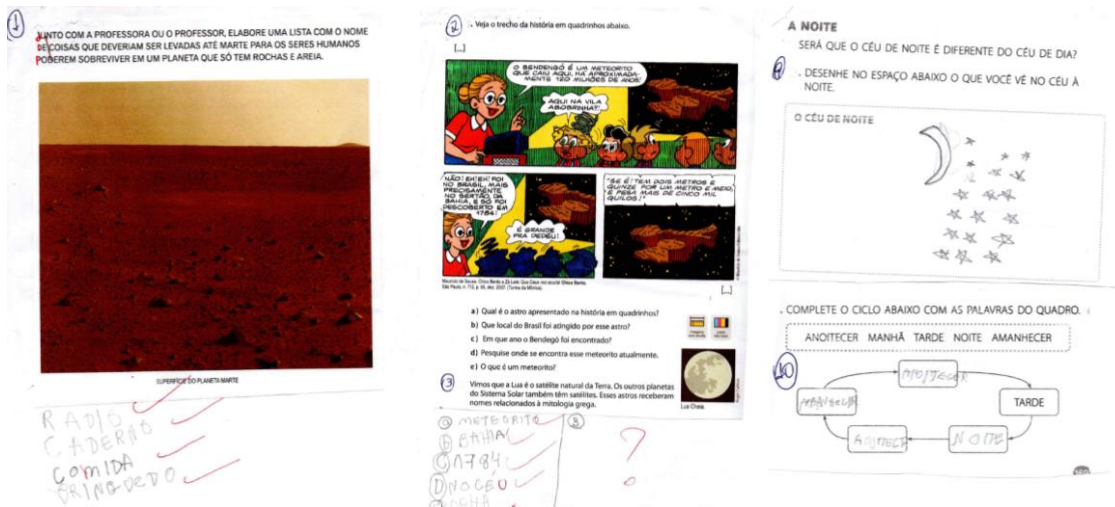 1
JUNTO COM A PROFESSORA OU O PROFESSOR, ELABORE UMA LISTA COM O NOME
DE COISAS QUE DEVERIAM SER LEVADAS ATÉ MARTE PARA OS SERES HUMANOS
PODEREM SOBREVIVER EM UM PLANETA QUE SÓ TEM ROCHAS E AREIA.
SUPERFÍCIE DO PLANETA MARTE
RADIO
CADERNO
COMIDA
2
. Veja o trecho da história em quadrinhos abaixo.
[...]
O BENDENGÓ É UM METEORITO
QUE CAIU AQUI, HÁ APROXIMADA-
MENTE 120 MILHÕES DE ANOS!
AQUI NA VILA
ABOBRINHA?!
NÃO! EH!EH! FOI
NO BRASIL, MAIS
PRECISAMENTE
NO SERTÃO, DA
BAHIA, E SÓ FOI
DESCOBERTO EM
1784!
É GRANDE
PRA DEDÉU!
"SE É! TEM DOIS METROS E
QUINZE POR UM METRO E MEIO,
E PESA MAIS DE CINCO MIL
QUILOS!"
[...]
a) Qual é o astro apresentado na história em quadrinhos?
b) Que local do Brasil foi atingido por esse astro?
c) Em que ano o Bendegó foi encontrado?
d) Pesquise onde se encontra esse meteorito atualmente.
e) O que é um meteorito?
3
Vimos que a Lua é o satélite natural da Terra. Os outros planetas
do Sistema Solar também têm satélites. Esses astros receberam
nomes relacionados à mitologia grega.
Lua Cheia.
A METEORITO
B BAHIA
C 1784
D NO CÉU
?
A NOITE
SERÁ QUE O CÉU DE NOITE É DIFERENTE DO CÉU DE DIA?
. DESENHE NO ESPAÇO ABAIXO O QUE VOCÊ VÊ NO CÉU À
NOITE.
O CÉU DE NOITE
. COMPLETE O CICLO ABAIXO COM AS PALAVRAS DO QUADRO.
ANOITECER MANHÃ TARDE NOITE AMANHECER
10
TARDE
NOITE